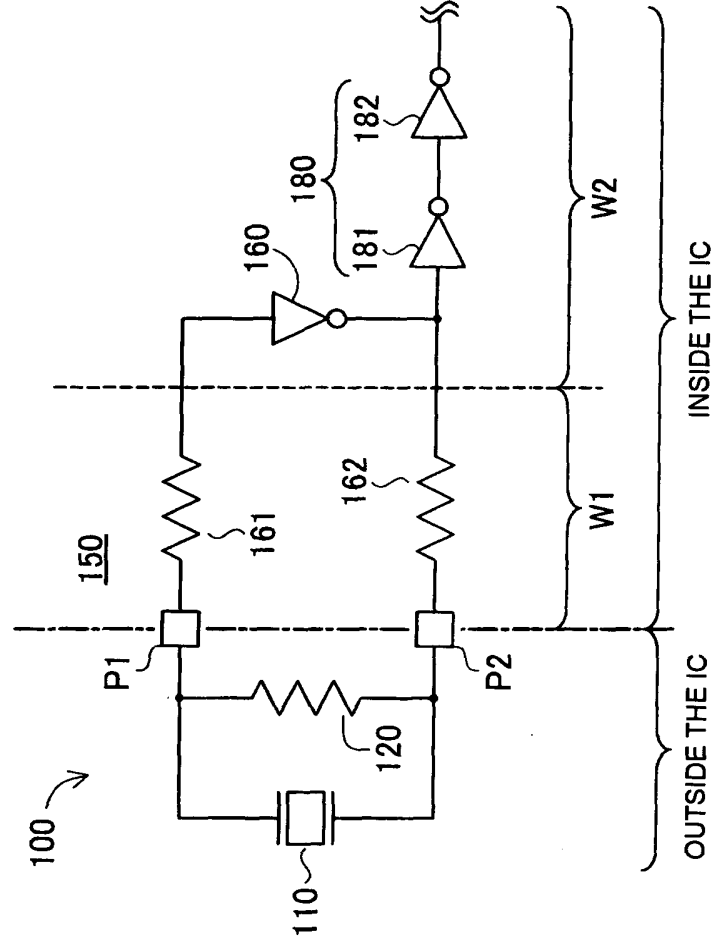 100
150
110
120
P1
P2
161
162
160
180
181
182
W1
W2
OUTSIDE THE IC
INSIDE THE IC